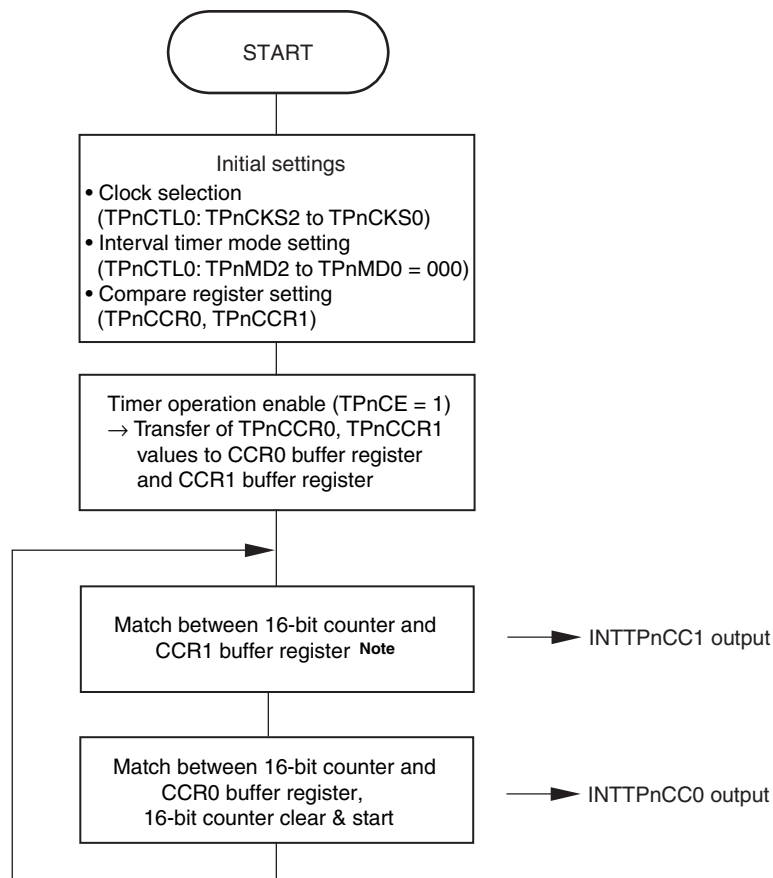 START
Initial settings
• Clock selection
(TPnCTL0: TPnCKS2 to TPnCKS0)
• Interval timer mode setting
(TPnCTL0: TPnMD2 to TPnMD0 = 000)
• Compare register setting
(TPnCCR0, TPnCCR1)
Timer operation enable (TPnCE = 1)
→ Transfer of TPnCCR0, TPnCCR1
values to CCR0 buffer register
and CCR1 buffer register
Match between 16-bit counter and
CCR1 buffer register Note
INTTPnCC1 output
Match between 16-bit counter and
CCR0 buffer register,
16-bit counter clear & start
INTTPnCC0 output